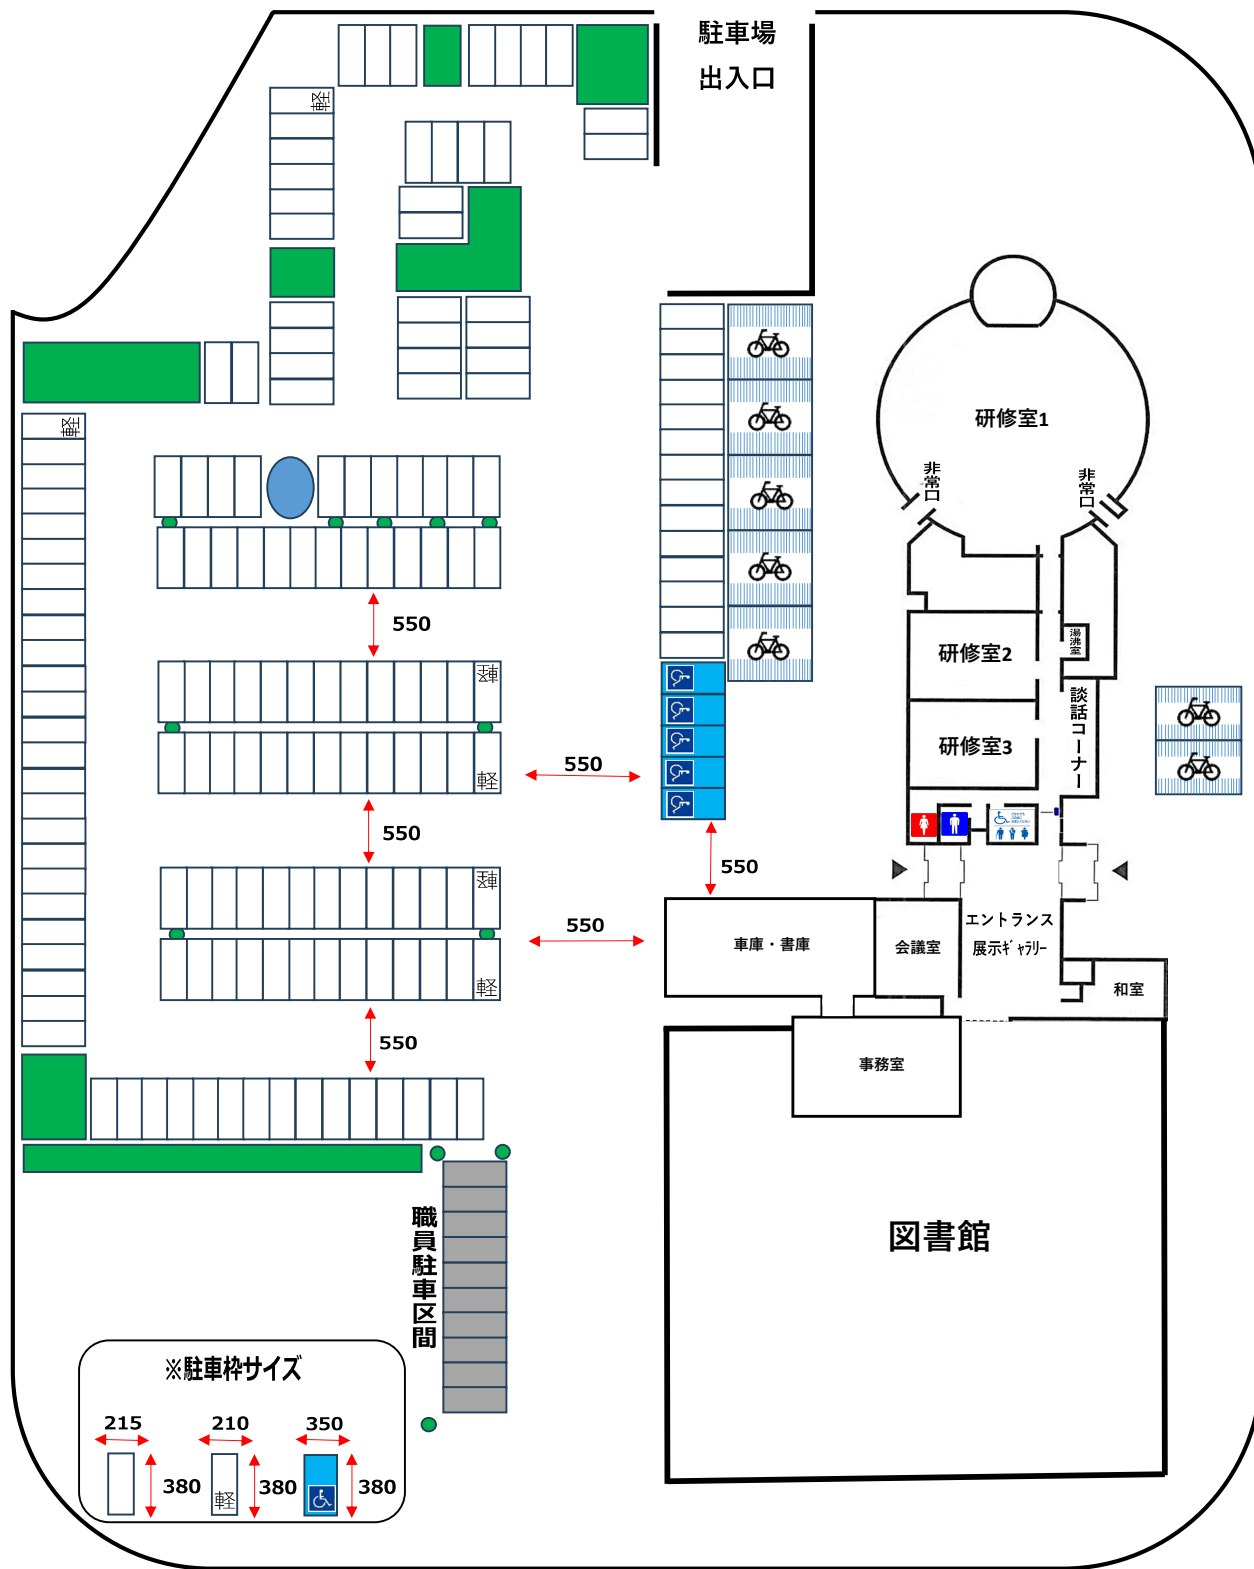 駐車場
出入口
軽
軽
研修室1
非常口
非常口
550
研修室2
湯沸室
軽
談話コーナー
研修室3
550
軽
550
550
軽
550
エントランス
展示ギャラリー
車庫・書庫
会議室
軽
和室
550
事務室
職員駐車区間
図書館
※駐車枠サイズ
215
210
350
380
軽
380
380